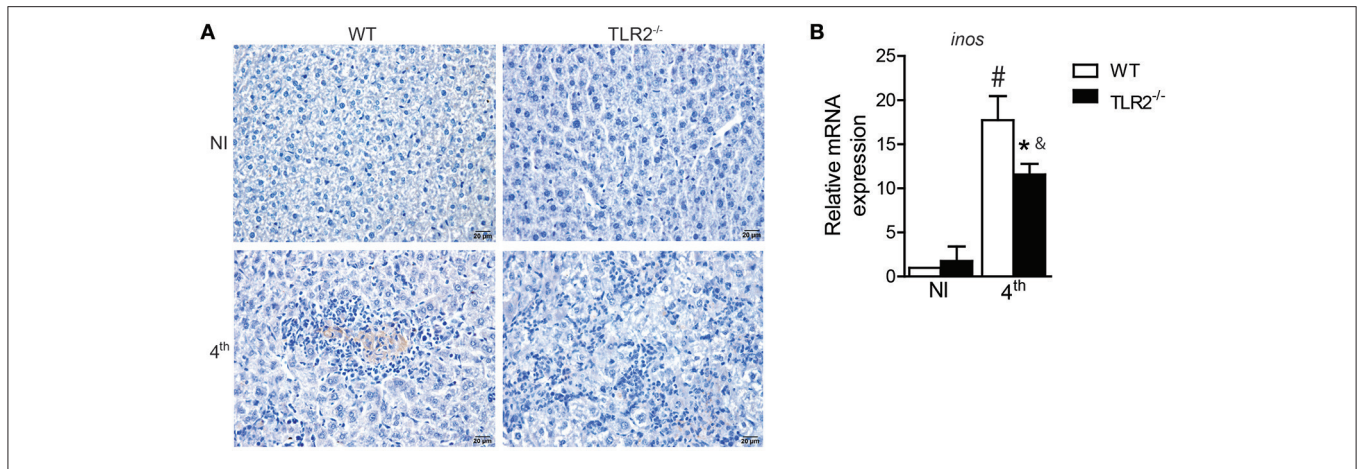 A
WT
TLR2-/-
NI
20 µm
20 µm
4th
20 µm
20 µm
B
inos
Relative mRNA
expression
25
20
15
10
5
0
#
* &
NI
4th
WT
TLR2-/-